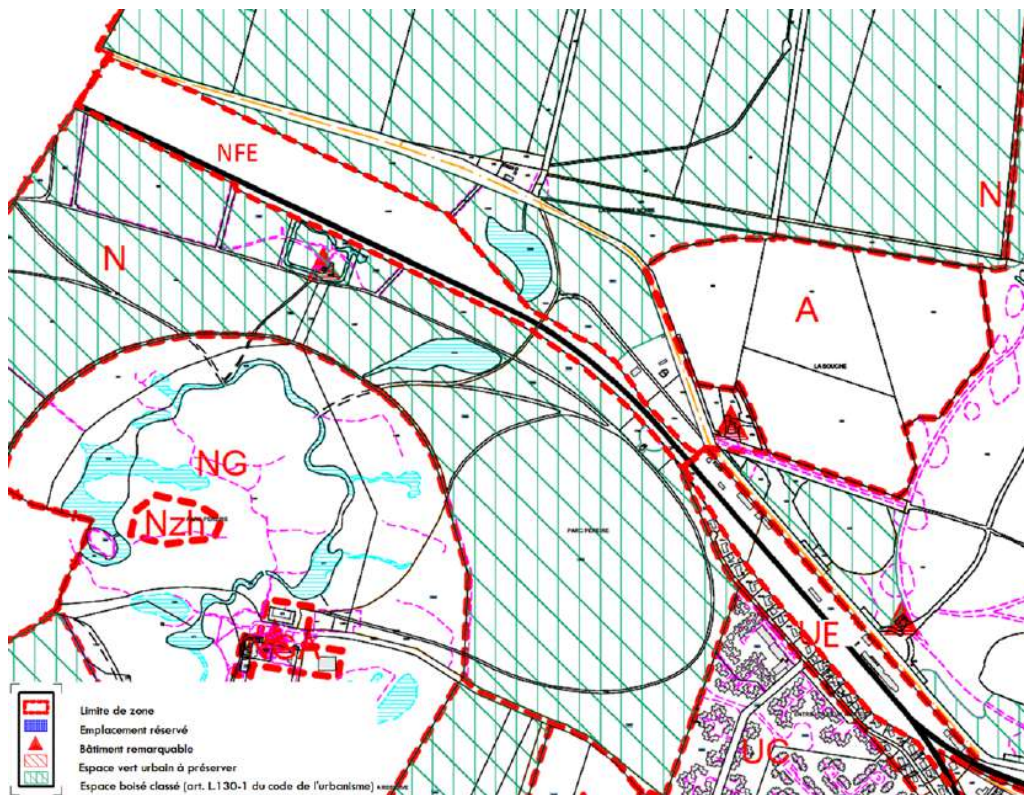 NFE
N
N
A
LA BOUCHE
NG
Nzh
PARC PEREIRE
UE
UC
Limite de zone
Emplacement réservé
Bâtiment remarquable
Espace vert urbain à préserver
Espace boisé classé (art. L.130-1 du code de l'urbanisme)